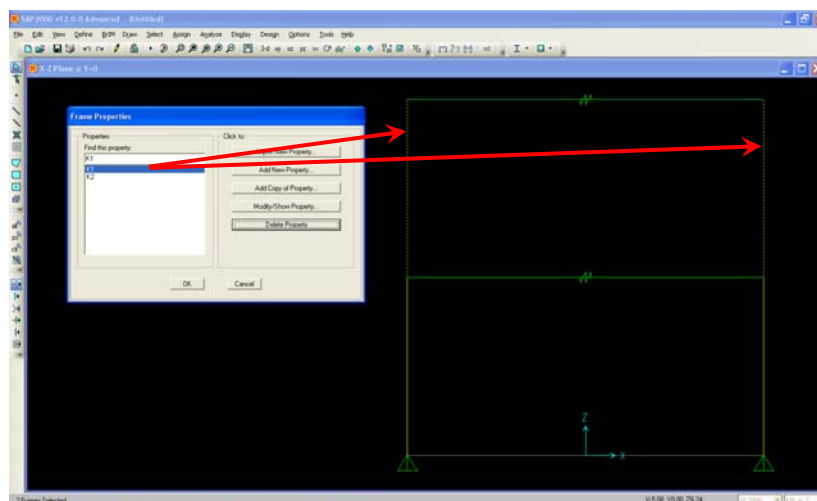 SAP2000 v12.0.0 Advanced - (Untitled)
File Edit View Define Draw Select Assign Analyze Display Design Options Tools Help
X-Z Plane @ Y=0
Frame Properties
Properties
Find this property:
K1
K1
K2
Click to:
New Property...
Add New Property...
Add Copy of Property...
Modify/Show Property...
Delete Property
OK
Cancel
Z
X
2 Frames Selected